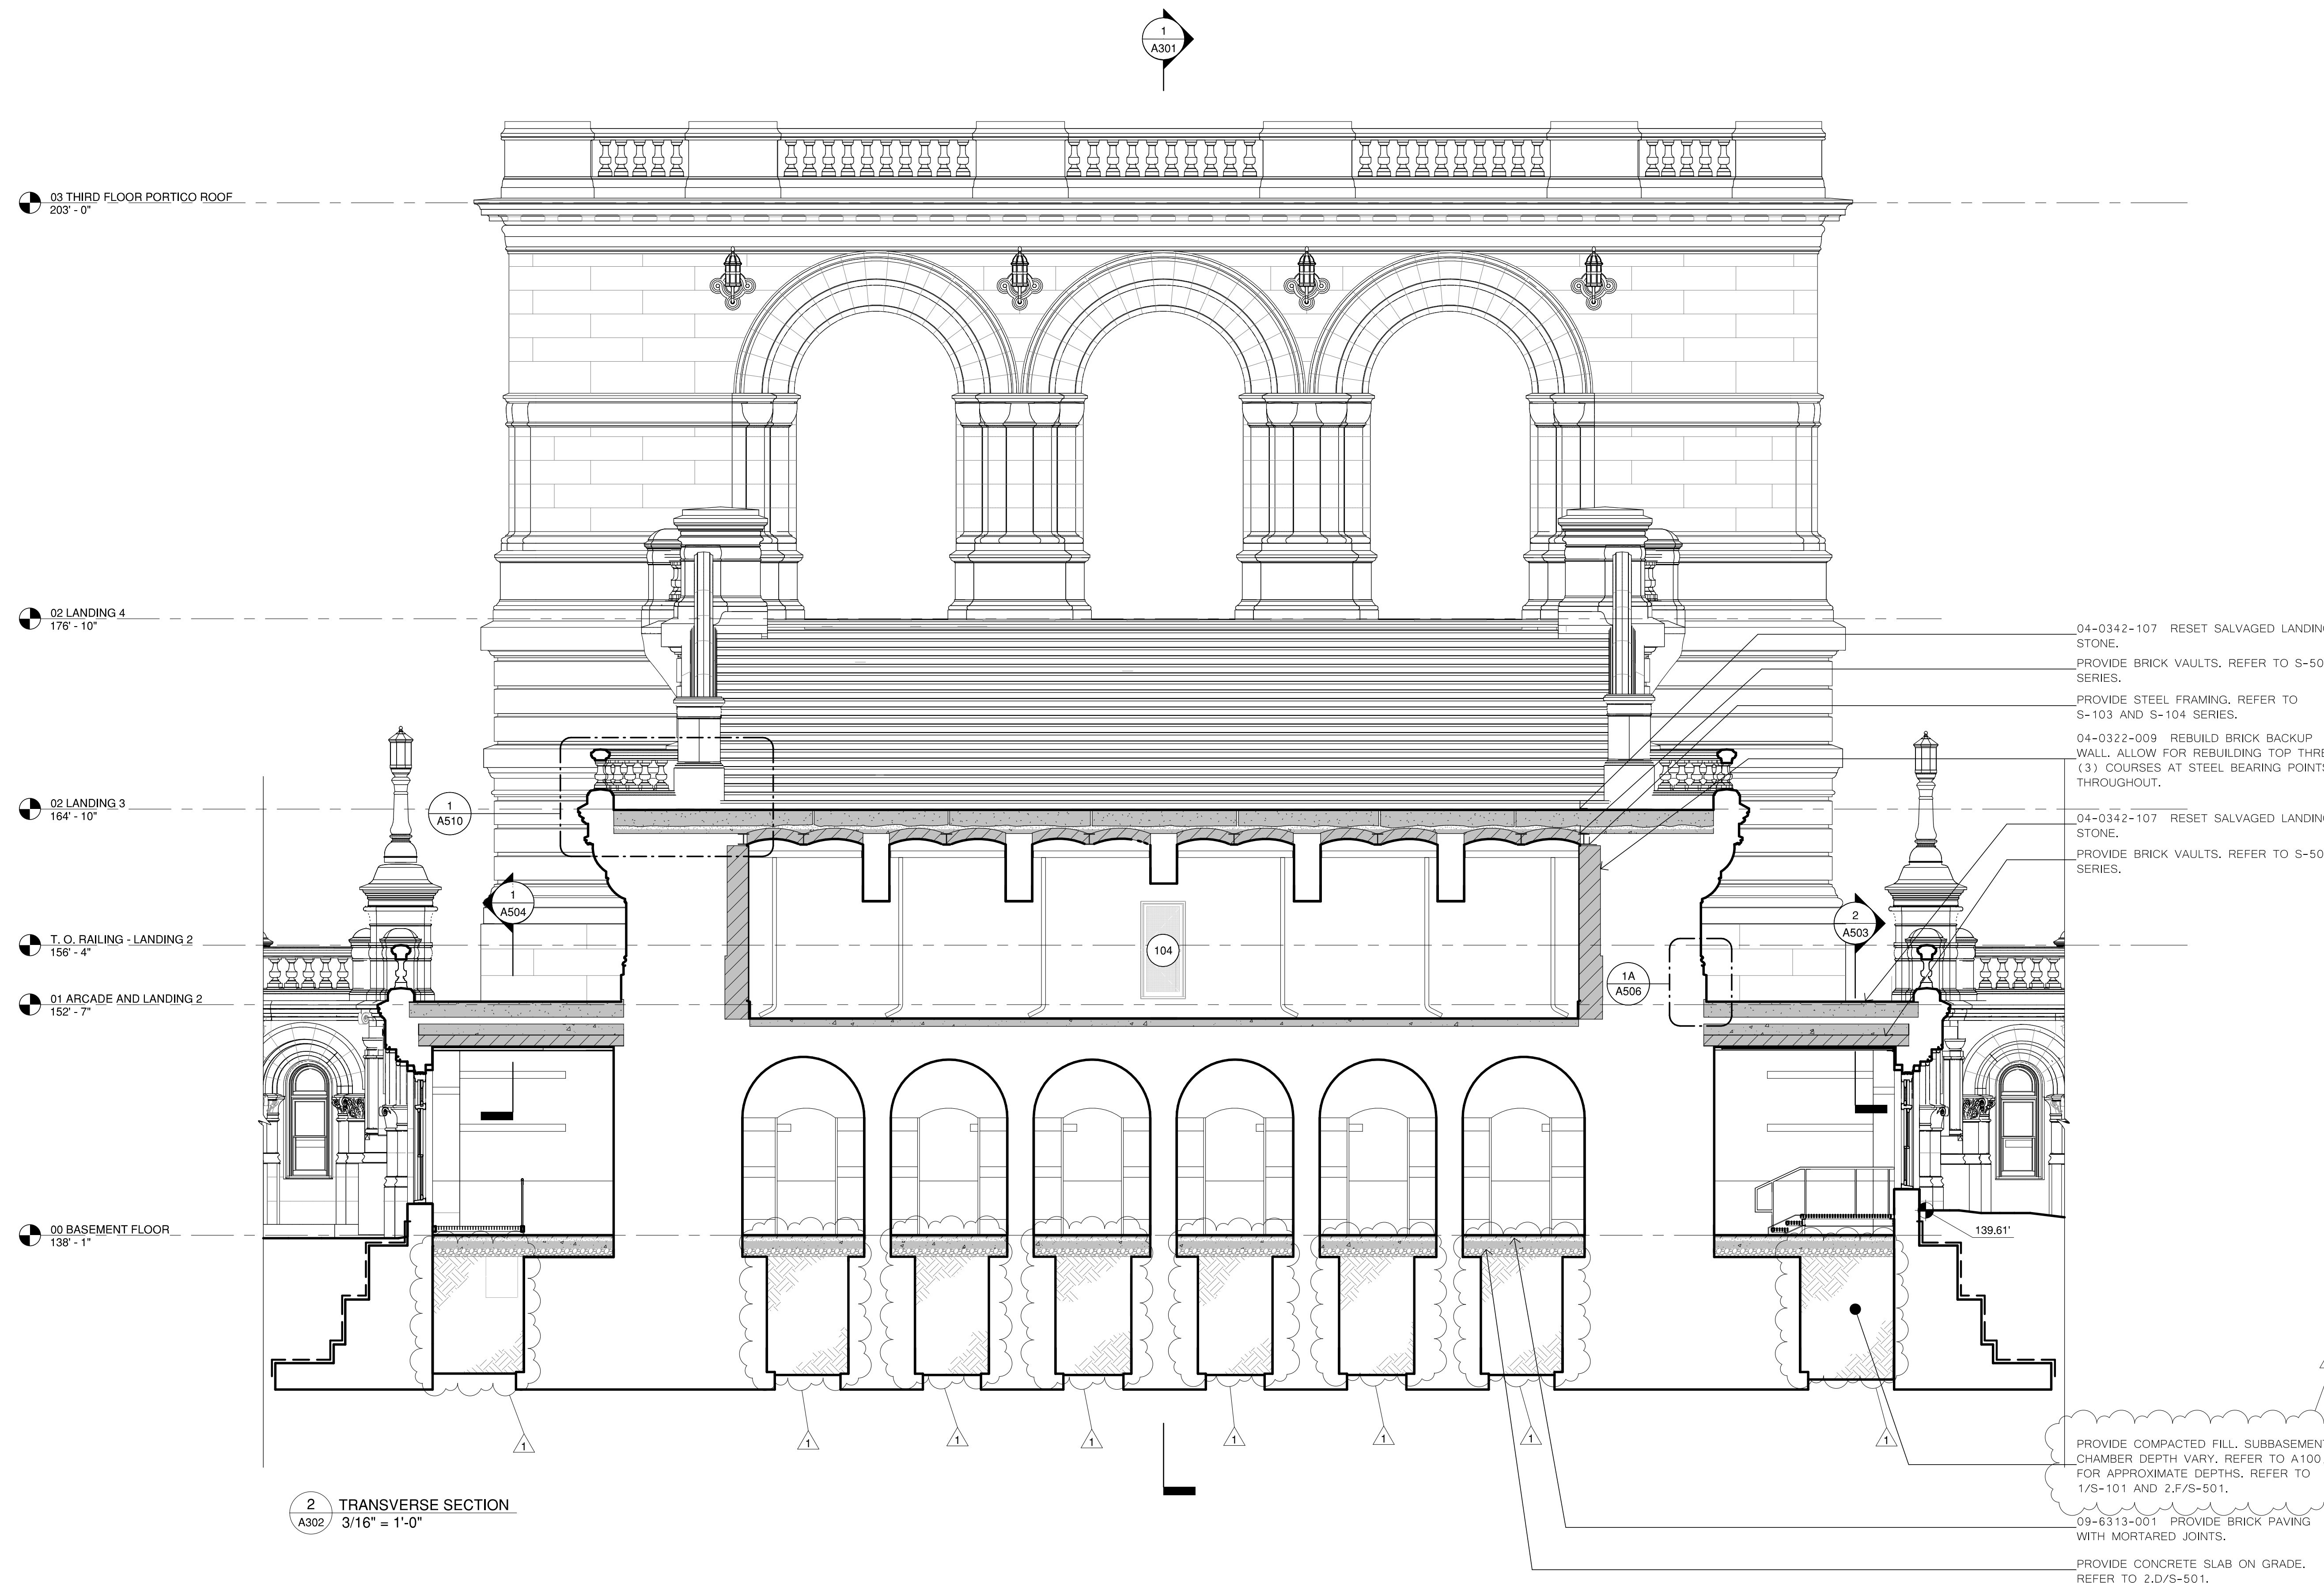 1
A301
03 THIRD FLOOR PORTICO ROOF
203' - 0"
02 LANDING 4
176' - 10"
04-0342-107 RESET SALVAGED LANDIN
STONE.
PROVIDE BRICK VAULTS. REFER TO S-50
SERIES.
PROVIDE STEEL FRAMING. REFER TO
S-103 AND S-104 SERIES.
04-0322-009 REBUILD BRICK BACKUP
WALL. ALLOW FOR REBUILDING TOP THRE
(3) COURSES AT STEEL BEARING POINTS
THROUGHOUT.
02 LANDING 3
164' - 10"
1
A510
04-0342-107 RESET SALVAGED LANDIN
STONE.
PROVIDE BRICK VAULTS. REFER TO S-50
SERIES.
1
A504
2
A503
T. O. RAILING - LANDING 2
156' - 4"
104
1A
A506
01 ARCADE AND LANDING 2
152' - 7"
00 BASEMENT FLOOR
138' - 1"
139.61'
1
1
1
1
1
1
1
1
PROVIDE COMPACTED FILL. SUBBASEMENT
CHAMBER DEPTH VARY. REFER TO A100
FOR APPROXIMATE DEPTHS. REFER TO
1/S-101 AND 2.F/S-501.
2
A302
TRANSVERSE SECTION
3/16" = 1'-0"
09-6313-001 PROVIDE BRICK PAVING
WITH MORTARED JOINTS.
PROVIDE CONCRETE SLAB ON GRADE.
REFER TO 2.D/S-501.